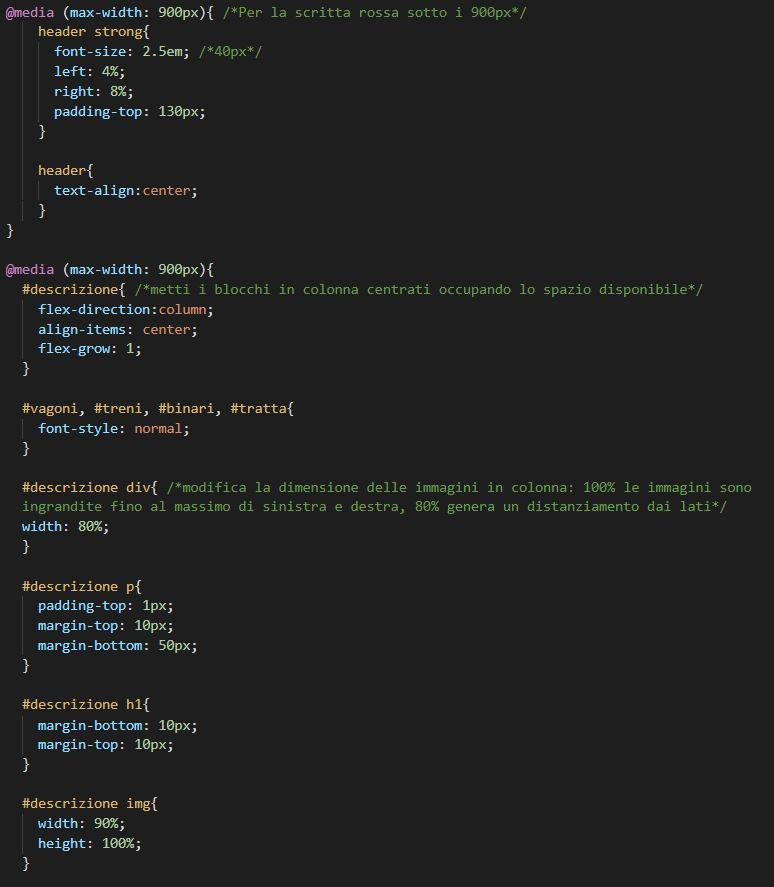 @media (max-width: 900px){ /*Per la scritta rossa sotto i 900px*/
    header strong{
      font-size: 2.5em; /*40px*/
      left: 4%;
      right: 8%;
      padding-top: 130px;
    }

    header{
      text-align:center;
    }
}

@media (max-width: 900px){
  #descrizione{ /*metti i blocchi in colonna centrati occupando lo spazio disponibile*/
    flex-direction:column;
    align-items: center;
    flex-grow: 1;
  }

  #vagoni, #treni, #binari, #tratta{
    font-style: normal;
  }

  #descrizione div{ /*modifica la dimensione delle immagini in colonna: 100% le immagini sono
  ingrandite fino al massimo di sinistra e destra, 80% genera un distanziamento dai lati*/
  width: 80%;
  }

  #descrizione p{
    padding-top: 1px;
    margin-top: 10px;
    margin-bottom: 50px;
  }

  #descrizione h1{
    margin-bottom: 10px;
    margin-top: 10px;
  }

  #descrizione img{
    width: 90%;
    height: 100%;
  }